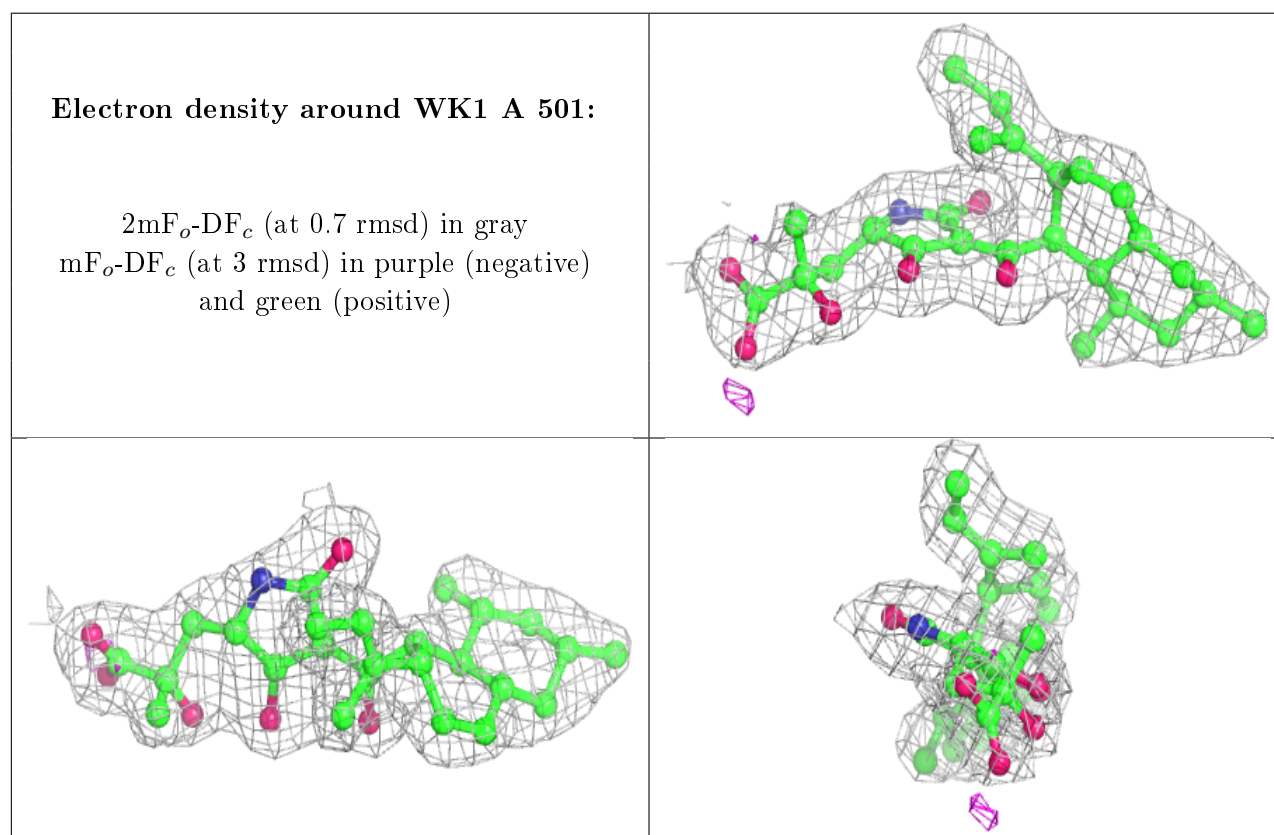 Electron density around WK1 A 501:
2mFₒ-DF𝑐 (at 0.7 rmsd) in gray
mFₒ-DF𝑐 (at 3 rmsd) in purple (negative)
and green (positive)